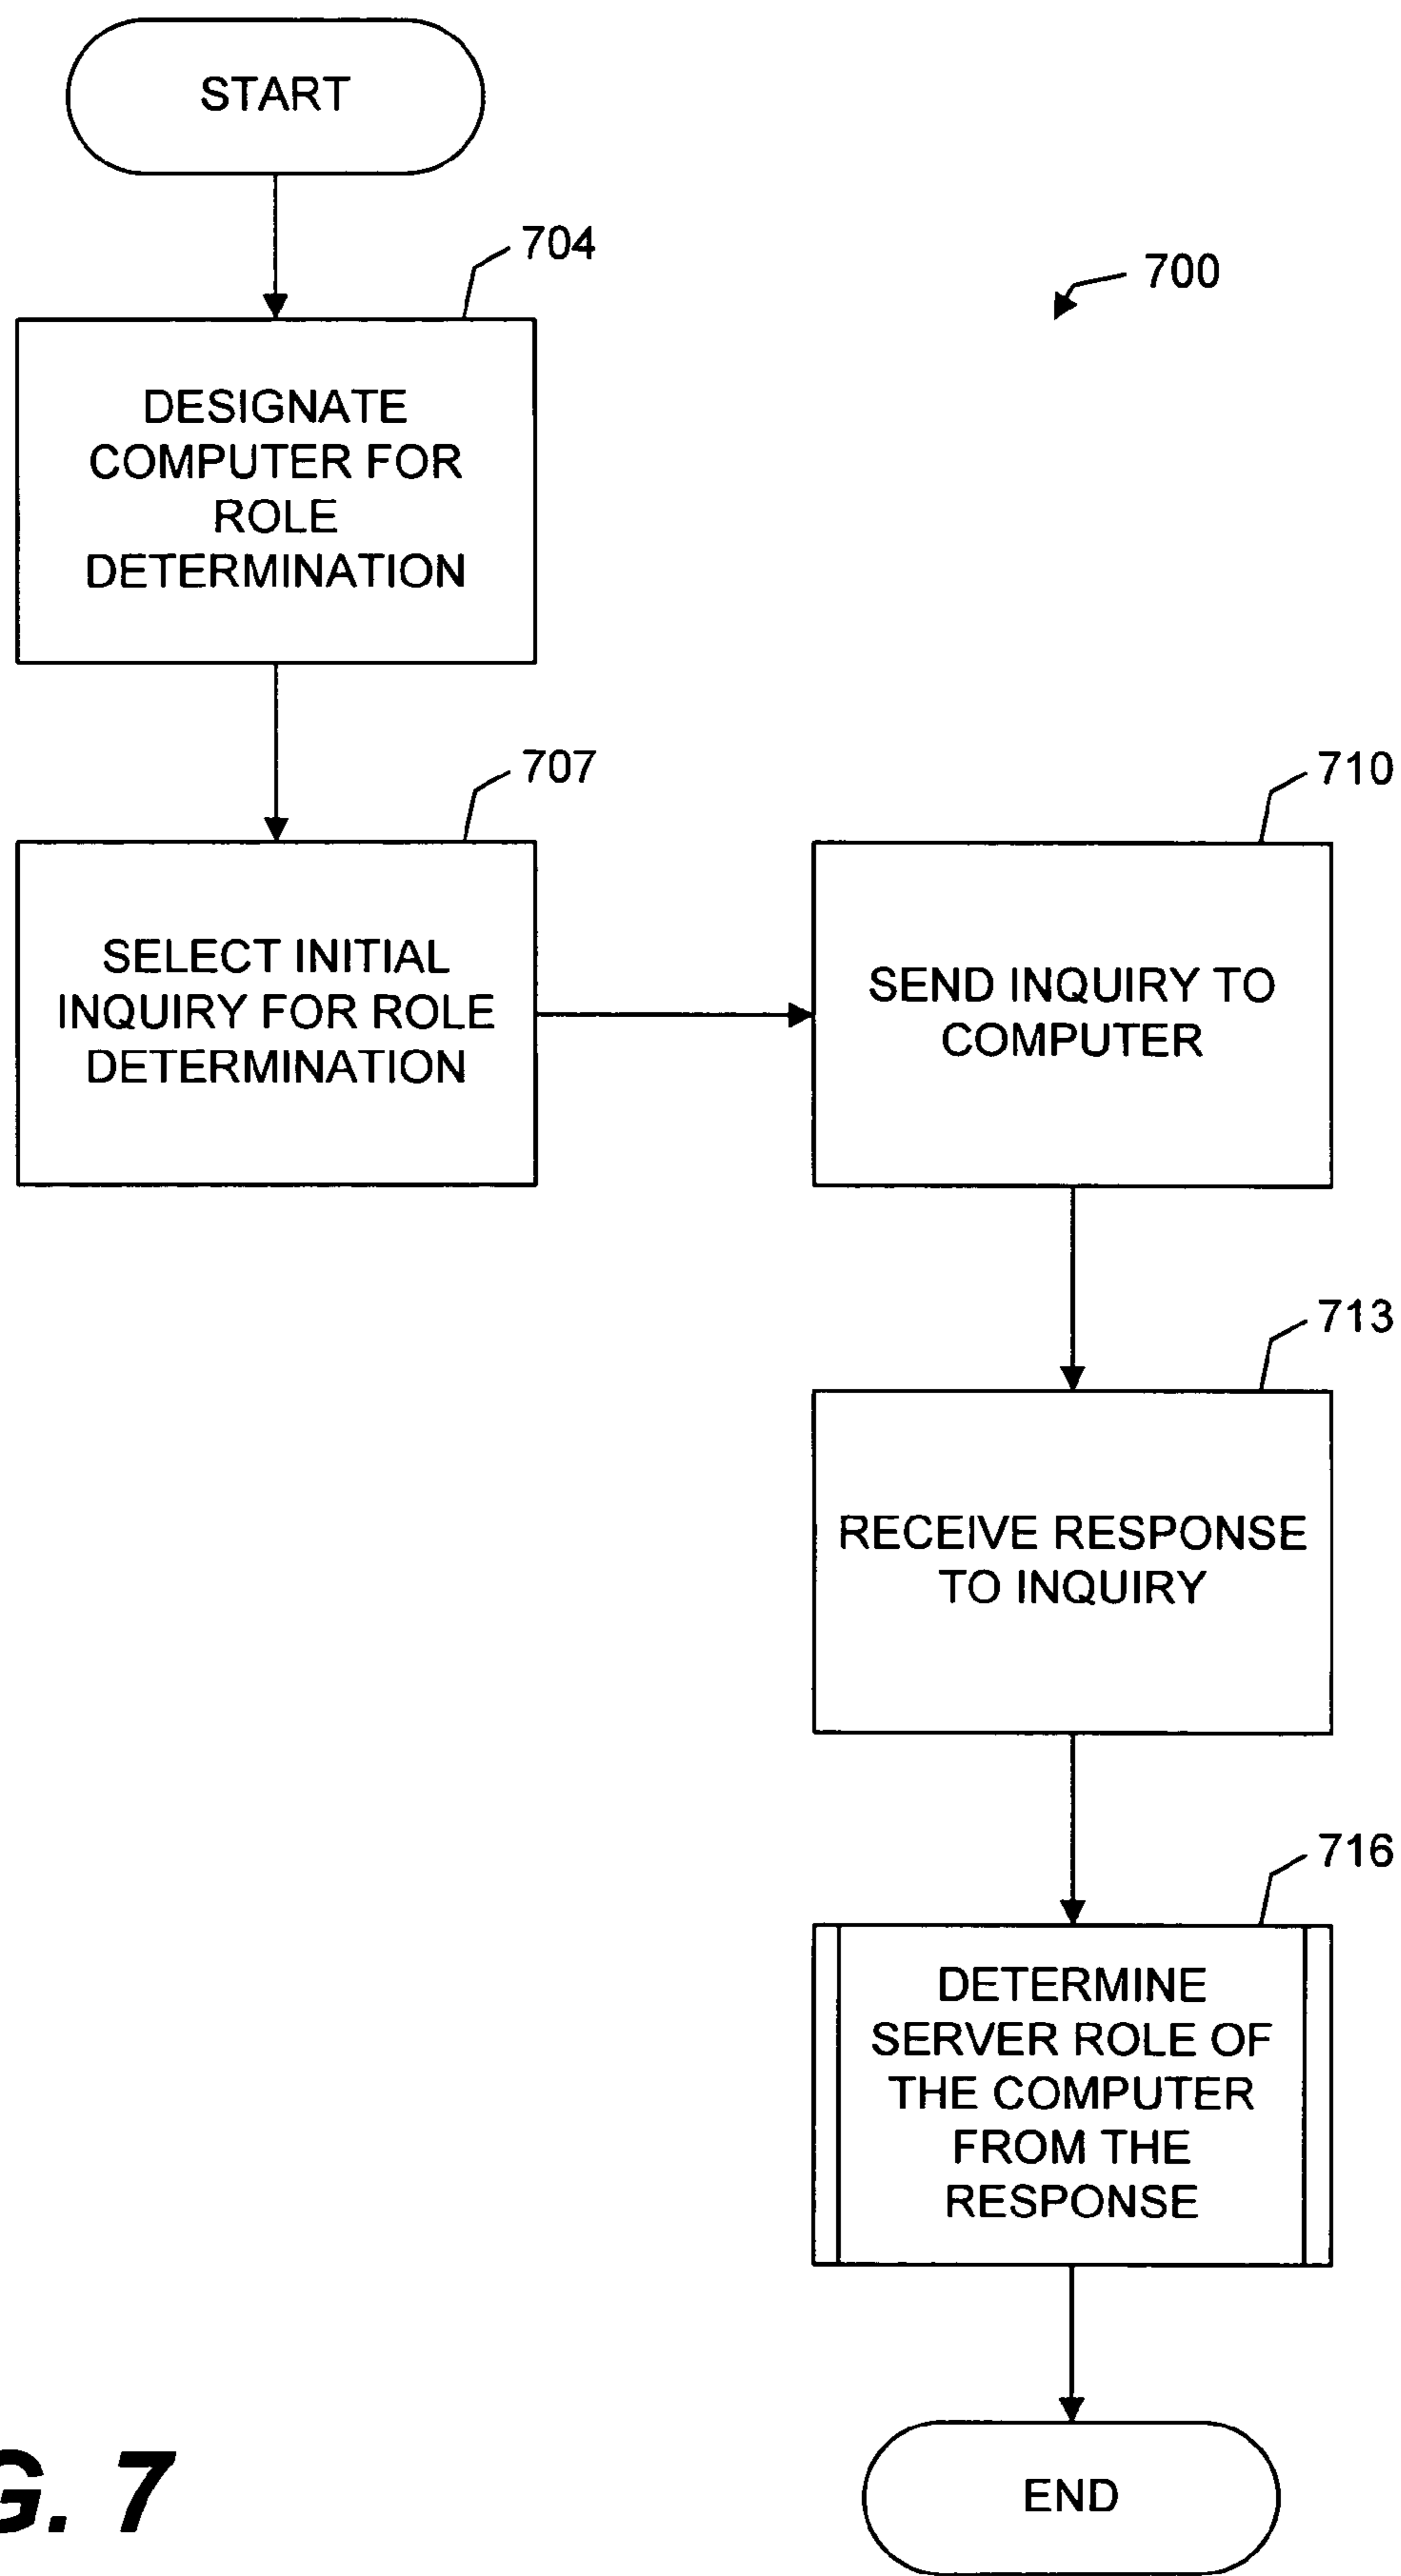 START
704
700
DESIGNATE
COMPUTER FOR
ROLE
DETERMINATION
707
710
SELECT INITIAL
INQUIRY FOR ROLE
DETERMINATION
SEND INQUIRY TO
COMPUTER
713
RECEIVE RESPONSE
TO INQUIRY
716
DETERMINE
SERVER ROLE OF
THE COMPUTER
FROM THE
RESPONSE
END
G. 7